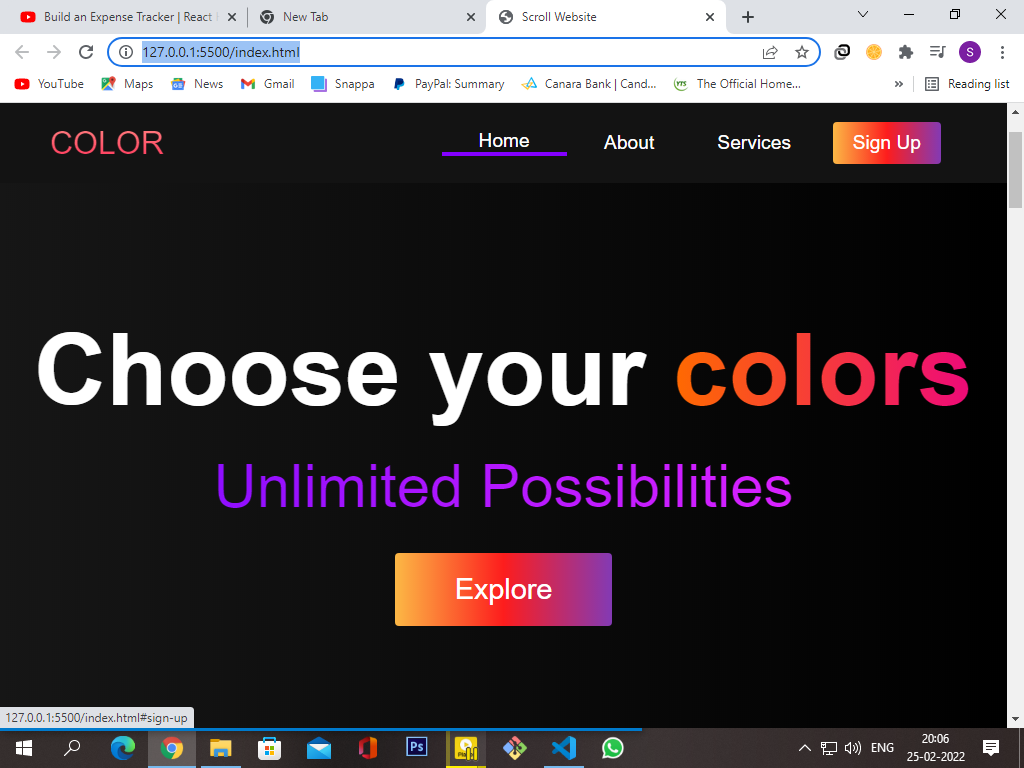 Build an Expense Tracker | React
New Tab
Scroll Website
127.0.0.1:5500/index.html
S
YouTube
Maps
News
Gmail
Snappa
PayPal: Summary
Canara Bank | Cand...
The Official Home...
»
Reading list
COLOR
Home
About
Services
Sign Up
Choose your colors
Unlimited Possibilities
Explore
127.0.0.1:5500/index.html#sign-up
Ps
ENG
20:06
25-02-2022